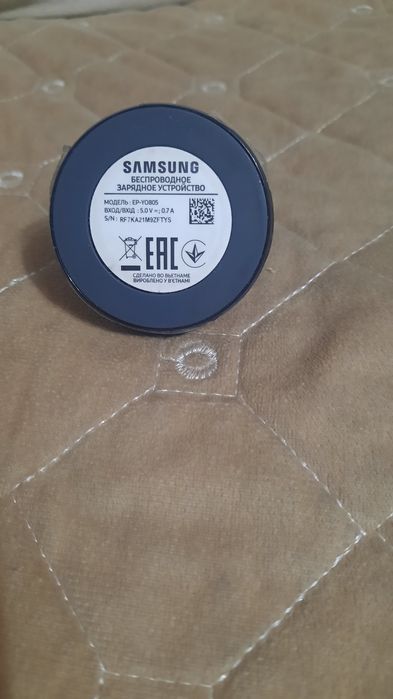 SAMSUNG
БЕСПРОВОДНОЕ
ЗАРЯДНОЕ УСТРОЙСТВО
МОДЕЛЬ : EP-YO805
ВХОД/ВХІД : 5.0 V ⎓; 0.7 A
S/N : RF7KA21M9ZFTYS
EAC
СДЕЛАНО ВО ВЬЕТНАМЕ
ВИРОБЛЕНО У В'ЄТНАМІ